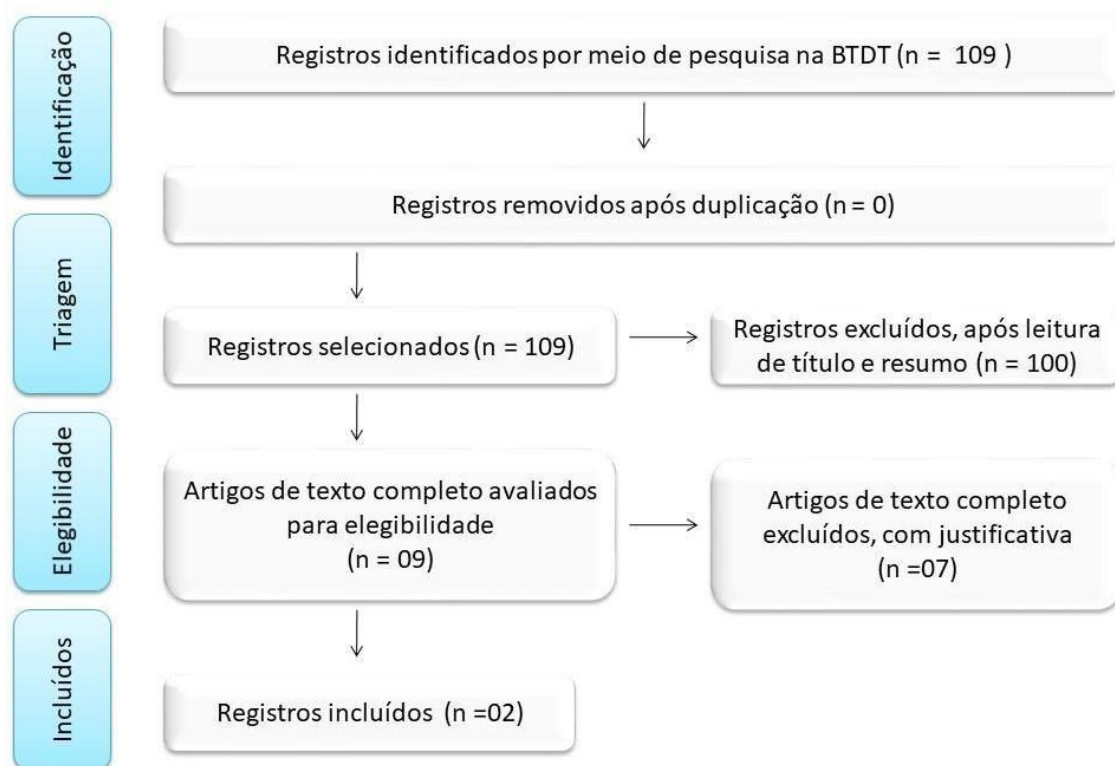 Identificação
Registros identificados por meio de pesquisa na BTDT (n = 109 )
Registros removidos após duplicação (n = 0)
Triagem
Registros selecionados (n = 109)
Registros excluídos, após leitura
de título e resumo (n = 100)
Elegibilidade
Artigos de texto completo avaliados
para elegibilidade
(n = 09)
Artigos de texto completo
excluídos, com justificativa
(n =07)
Incluídos
Registros incluídos (n =02)